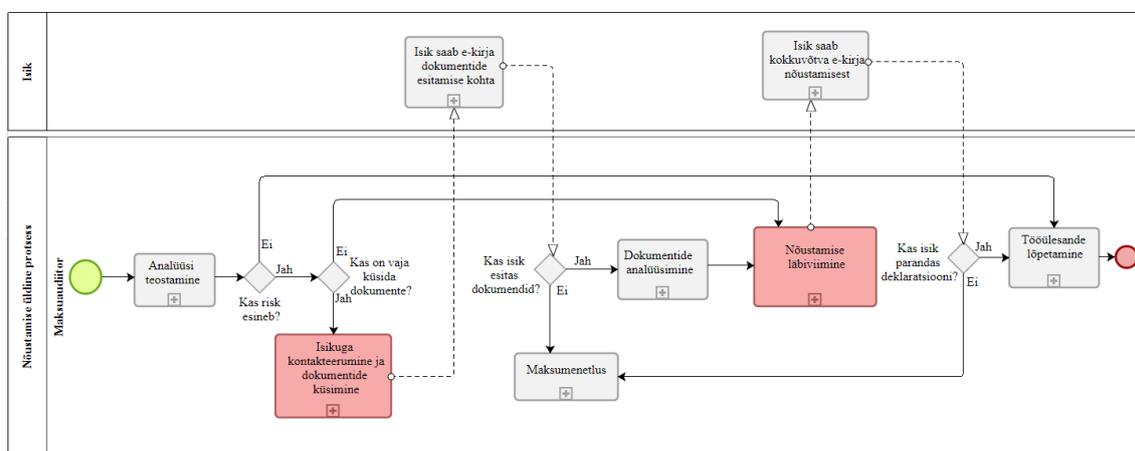 Isik
Isik saab e-kirja
dokumentide
esitamise kohta
Isik saab
kokkuvõtva e-kirja
nõustamisest
Nõustamise üldine protsess
Maksuaudiitor
Analüüsi
teostamine
Ei
Jah
Kas risk
esineb?
Ei
Kas on vaja
küsida
dokumente?
Jah
Isikuga
kontakteerumine ja
dokumentide
küsimine
Kas isik
esitas
dokumendid?
Jah
Ei
Dokumentide
analüüsimine
Maksumenetlus
Nõustamise
läbiviimine
Kas isik
parandas
deklaratsiooni?
Jah
Ei
Tööülesande
lõpetamine